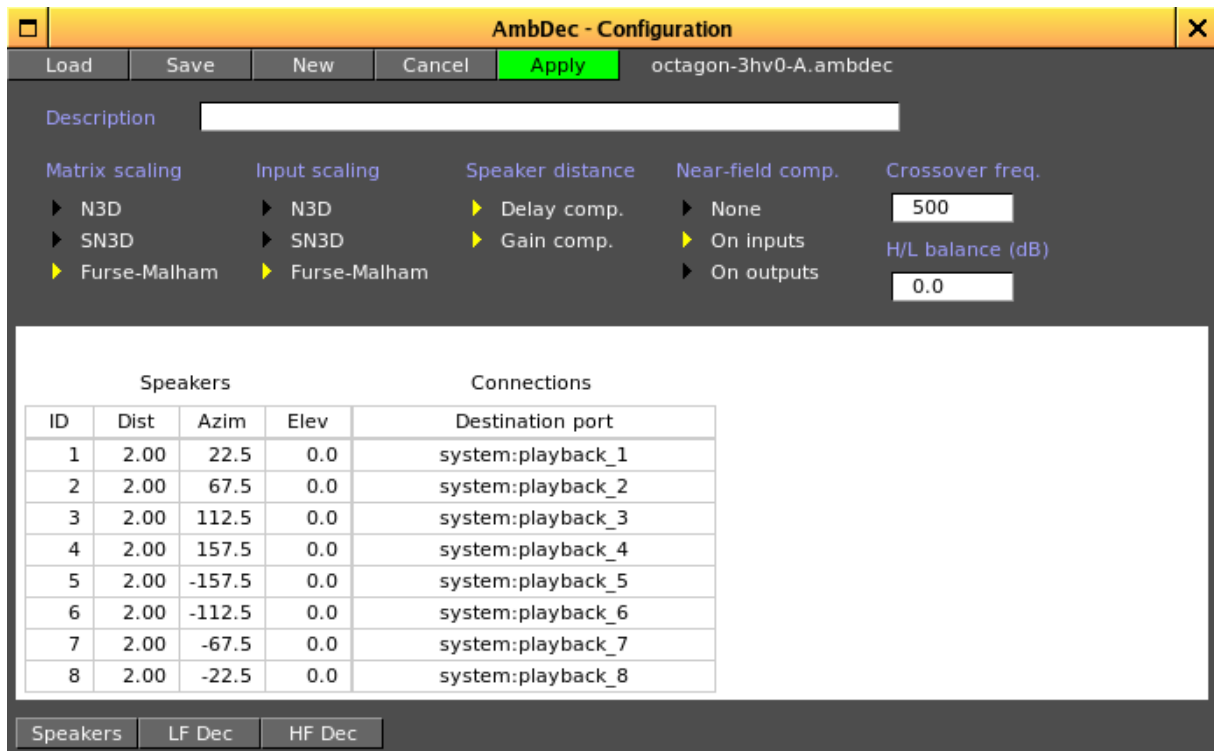 AmbDec - Configuration
Load Save New Cancel Apply octagon-3hv0-A.ambdec
Description
Matrix scaling Input scaling Speaker distance Near-field comp. Crossover freq.
N3D N3D Delay comp. None 500
SN3D SN3D Gain comp. On inputs H/L balance (dB)
Furse-Malham Furse-Malham On outputs 0.0
Speakers Connections
ID Dist Azim Elev Destination port
1 2.00 22.5 0.0 system:playback_1
2 2.00 67.5 0.0 system:playback_2
3 2.00 112.5 0.0 system:playback_3
4 2.00 157.5 0.0 system:playback_4
5 2.00 -157.5 0.0 system:playback_5
6 2.00 -112.5 0.0 system:playback_6
7 2.00 -67.5 0.0 system:playback_7
8 2.00 -22.5 0.0 system:playback_8
Speakers LF Dec HF Dec